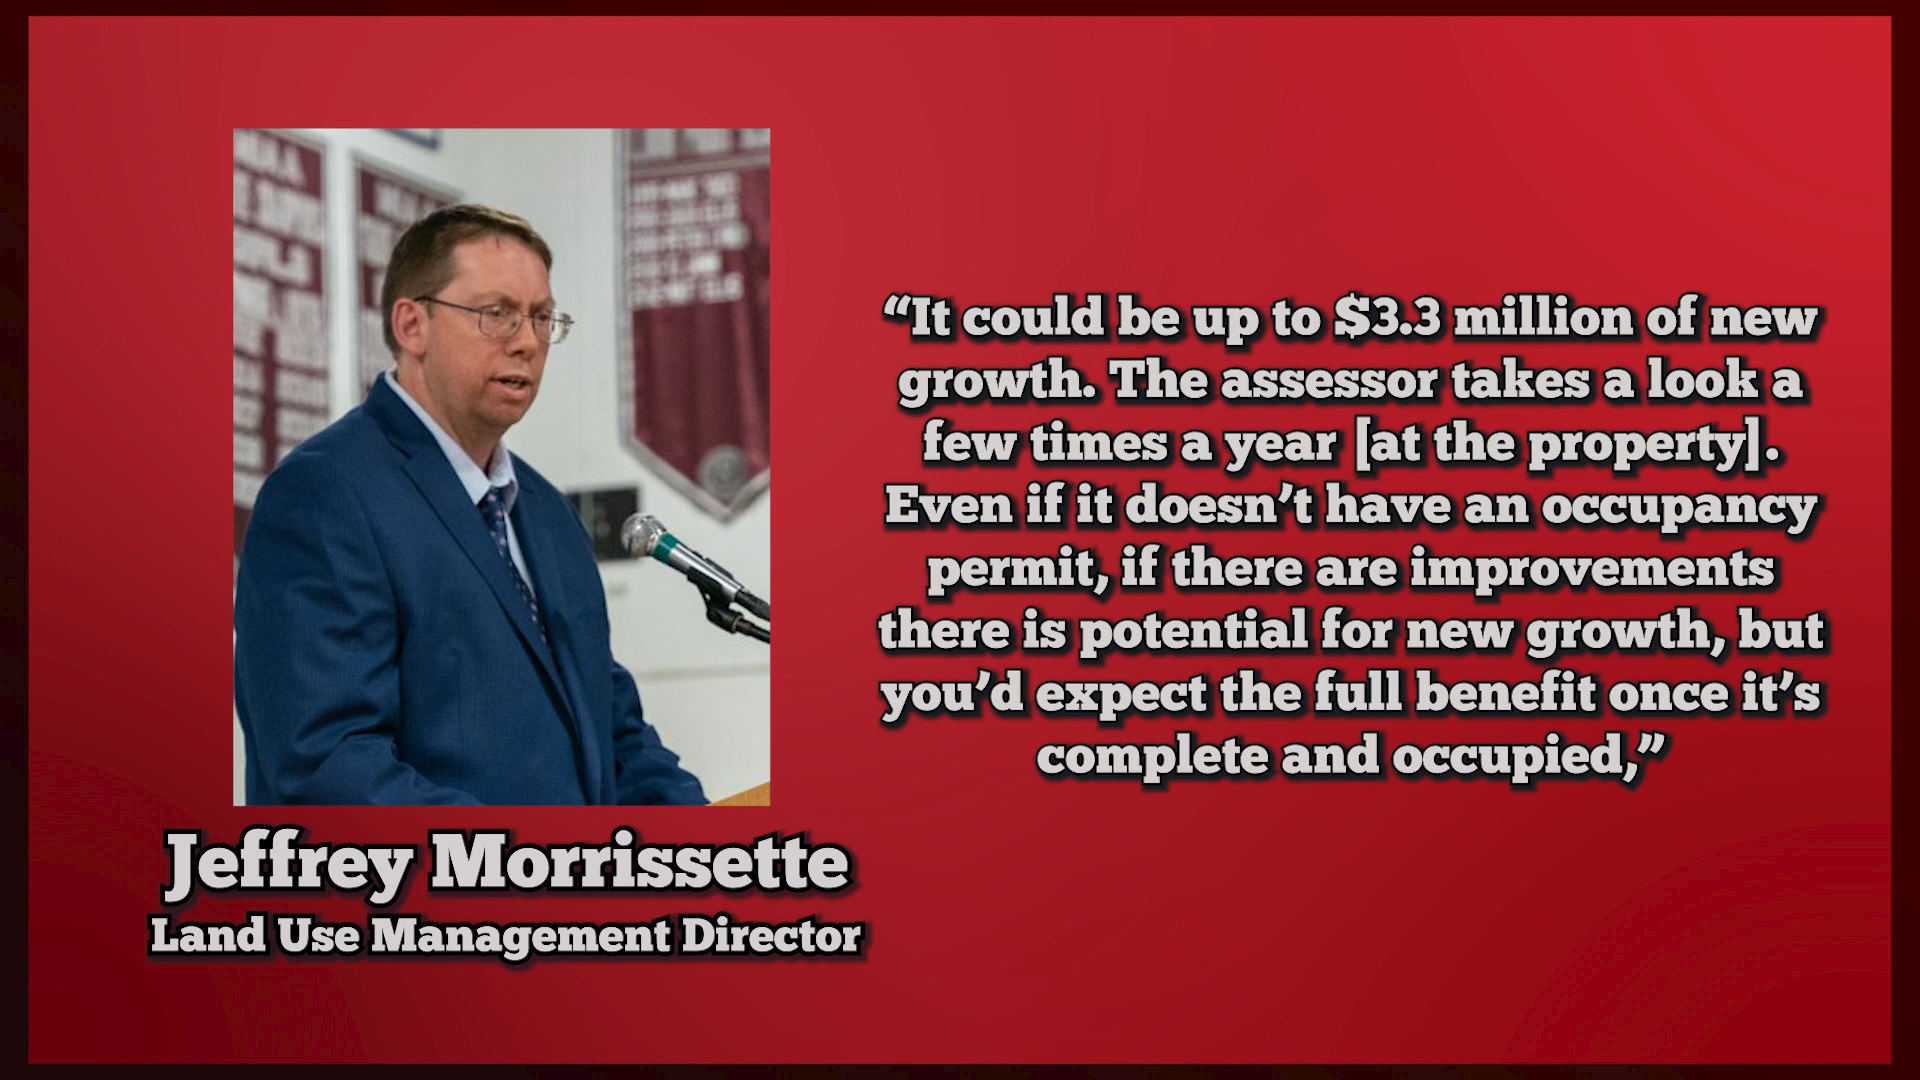 “It could be up to $3.3 million of new
growth. The assessor takes a look a
few times a year [at the property].
Even if it doesn’t have an occupancy
permit, if there are improvements
there is potential for new growth, but
you’d expect the full benefit once it’s
complete and occupied,”
Jeffrey Morrissette
Land Use Management Director